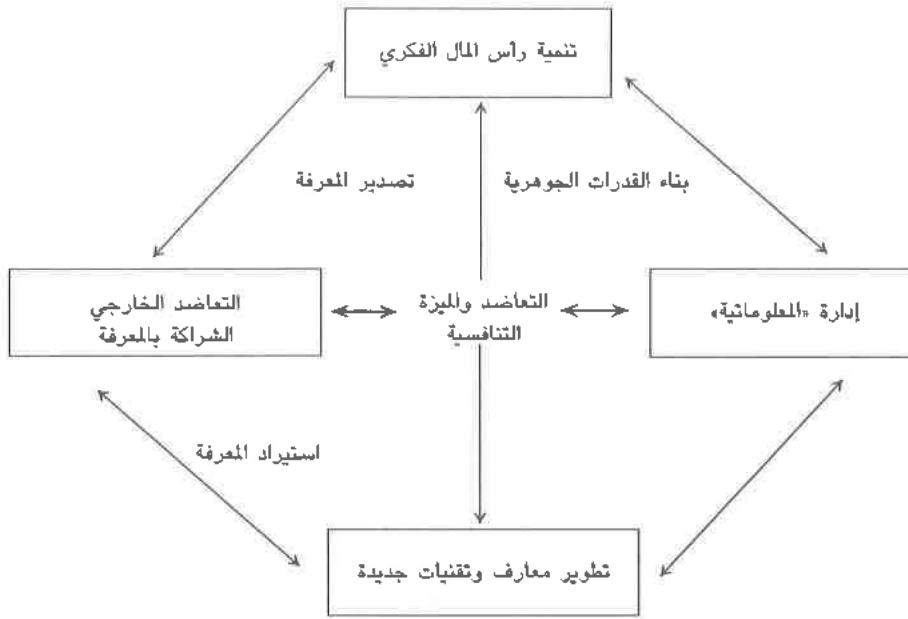 تنمية رأس المال الفكري
بناء القدرات الجوهرية
تصدير المعرفة
إدارة «المعلوماتية»
التعاضد والميزة
التنافسية
التعاضد الخارجي
الشراكة بالمعرفة
استيراد المعرفة
تطوير معارف وتقنيات جديدة